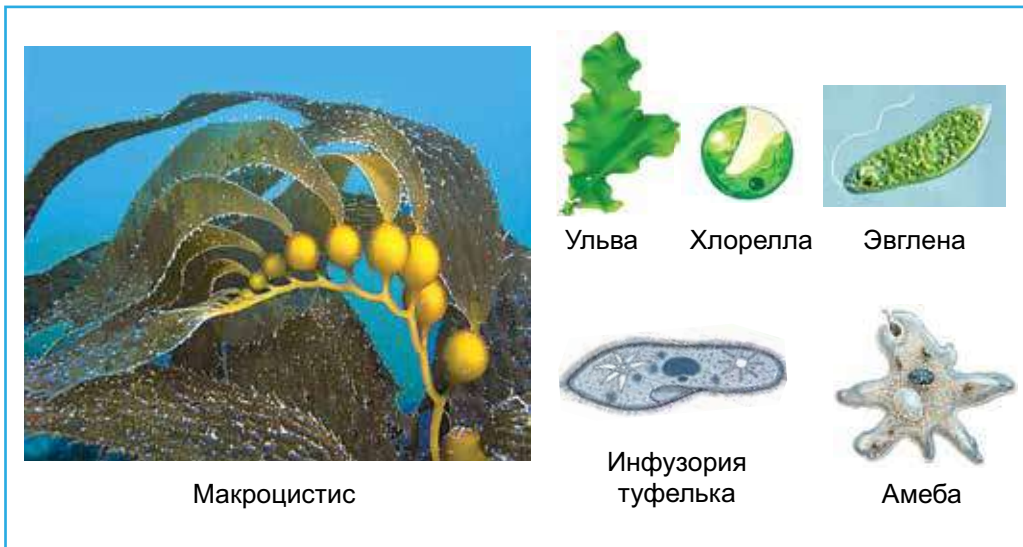 Ульва
Хлорелла
Эвглена
Макроцистис
Инфузория
туфелька
Амеба